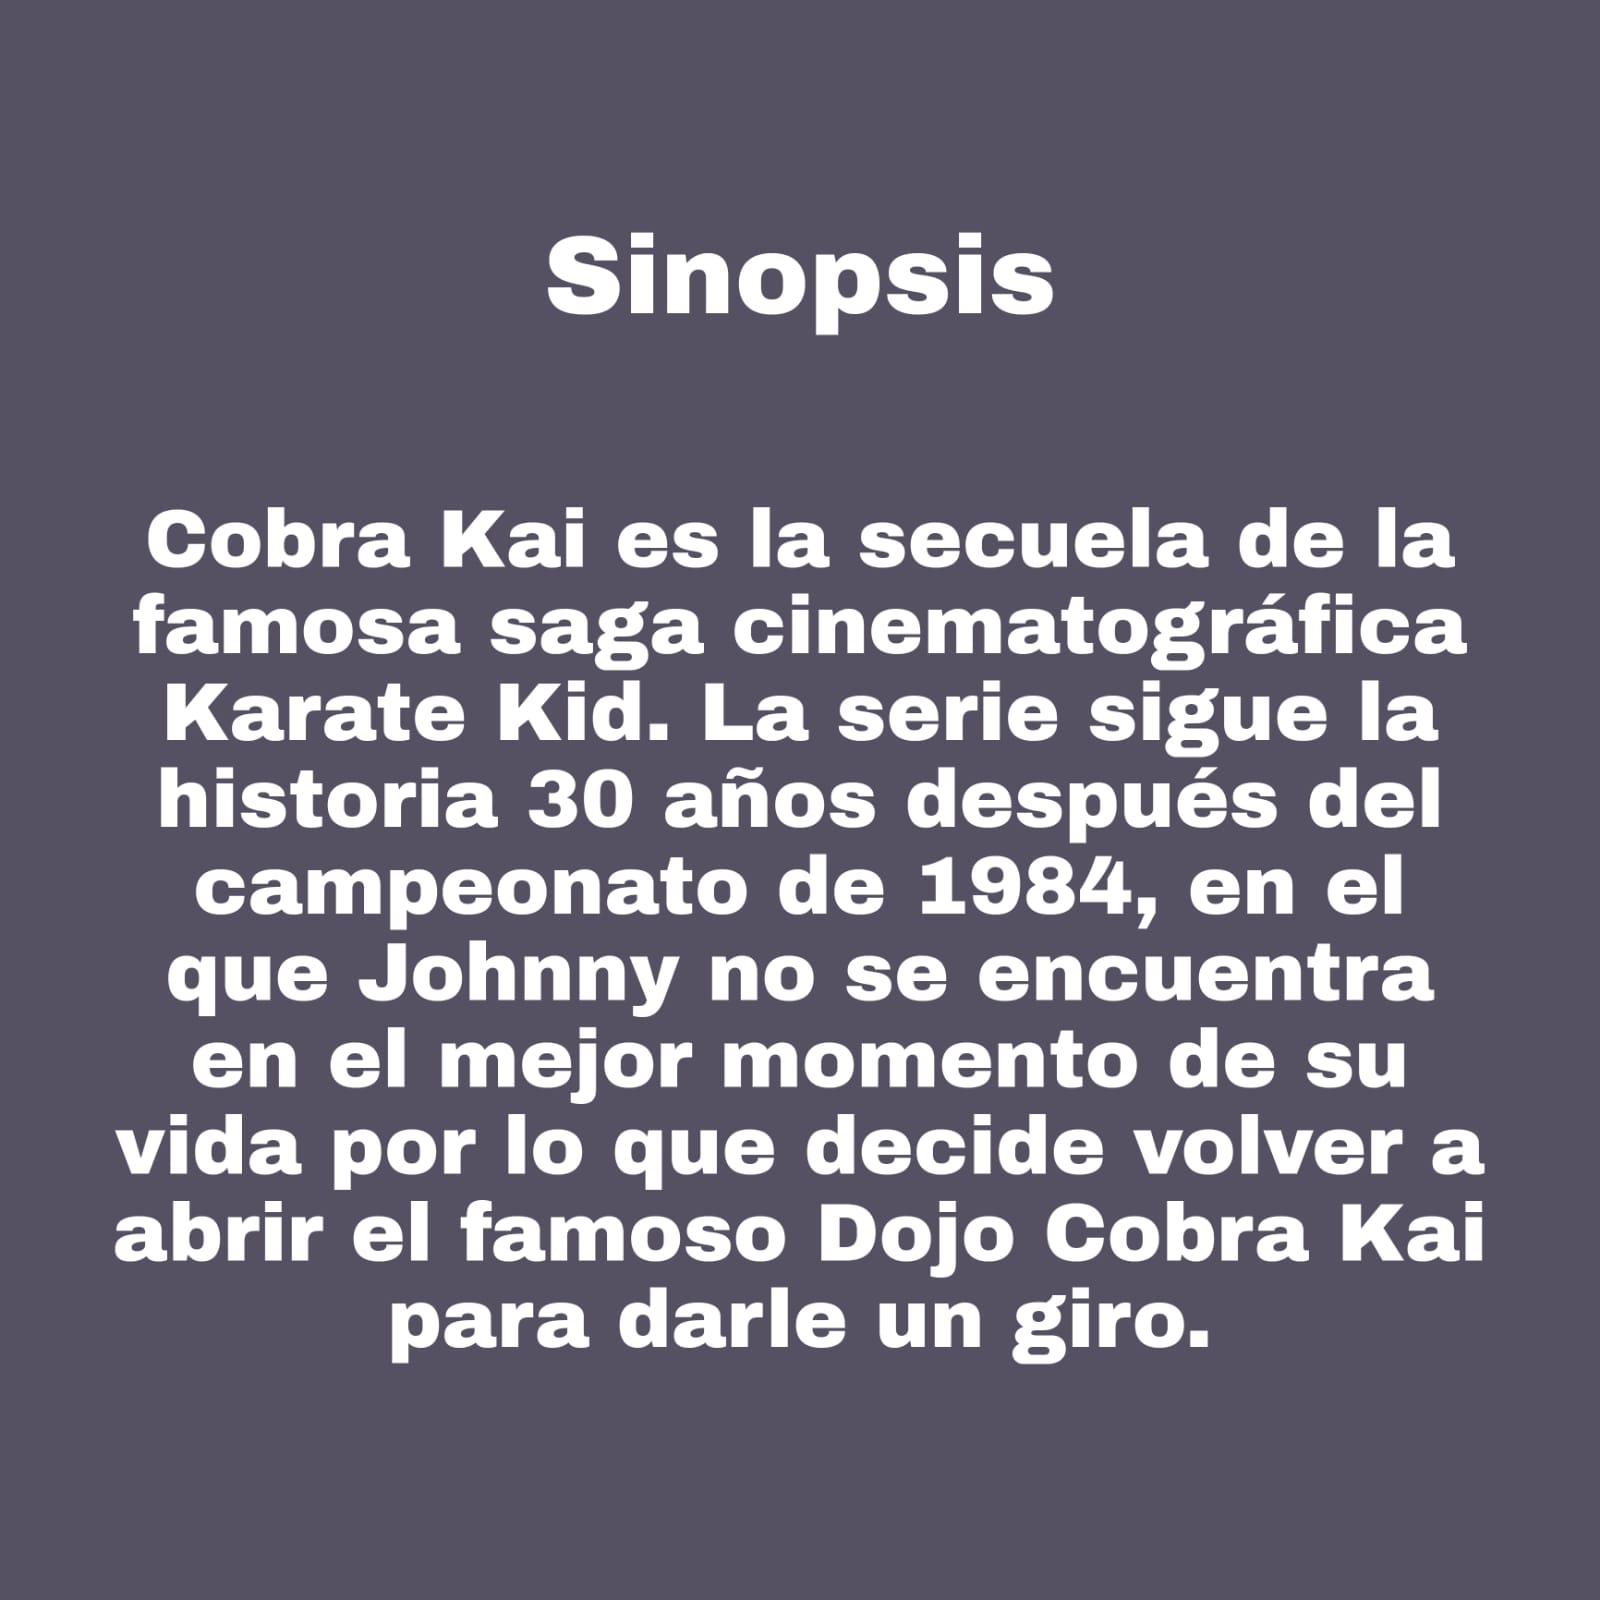 Sinopsis
Cobra Kai es la secuela de la
famosa saga cinematográfica
Karate Kid. La serie sigue la
historia 30 años después del
campeonato de 1984, en el
que Johnny no se encuentra
en el mejor momento de su
vida por lo que decide volver a
abrir el famoso Dojo Cobra Kai
para darle un giro.